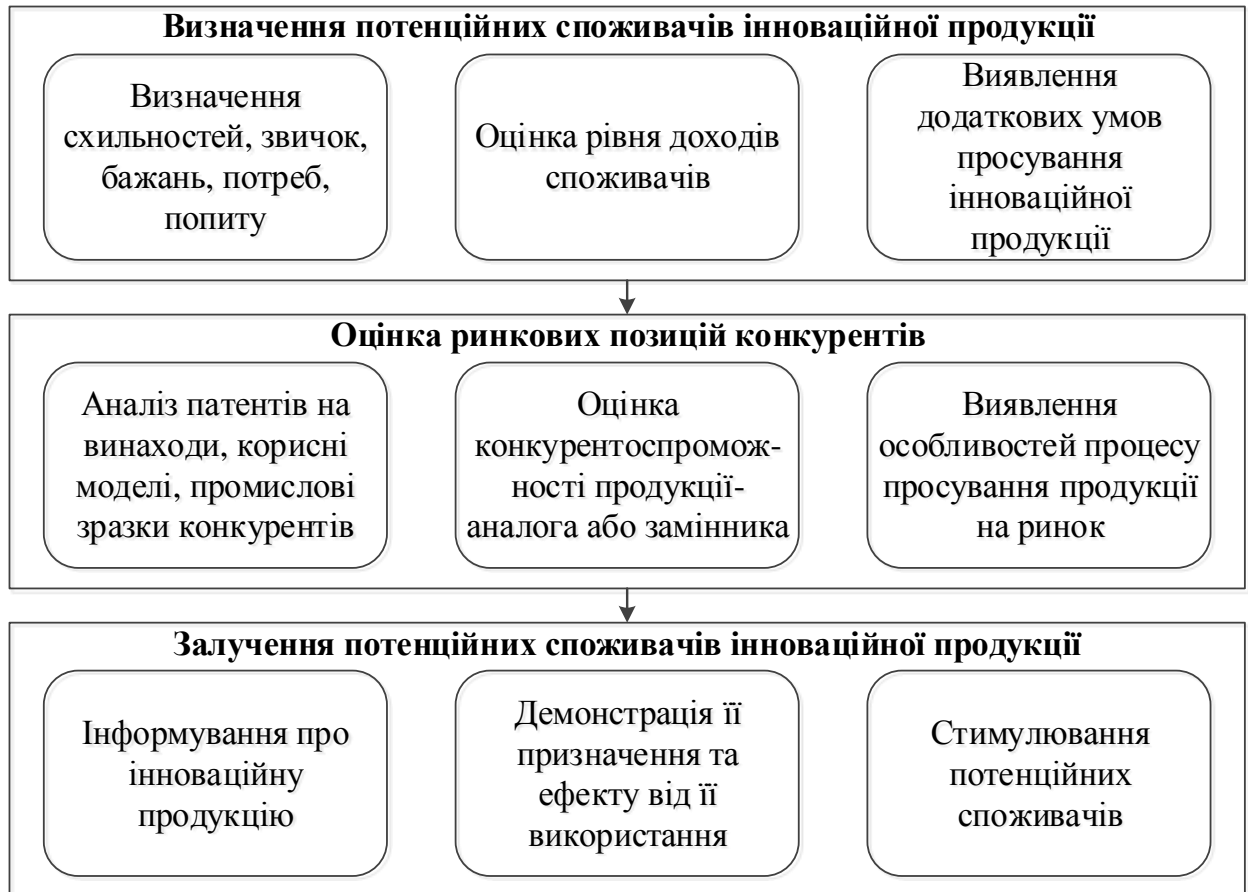 Визначення потенційних споживачів інноваційної продукції
Визначення
схильностей, звичок,
бажань, потреб,
попиту
Оцінка рівня доходів
споживачів
Виявлення
додаткових умов
просування
інноваційної
продукції
Оцінка ринкових позицій конкурентів
Аналіз патентів на
винаходи, корисні
моделі, промислові
зразки конкурентів
Оцінка
конкурентоспромож-
ності продукції-
аналога або замінника
Виявлення
особливостей процесу
просування продукції
на ринок
Залучення потенційних споживачів інноваційної продукції
Інформування про
інноваційну
продукцію
Демонстрація її
призначення та
ефекту від її
використання
Стимулювання
потенційних
споживачів